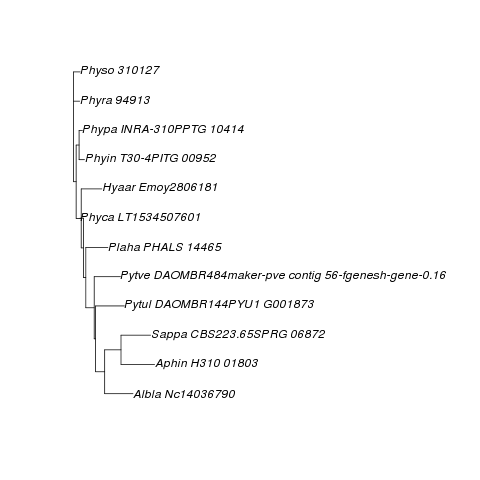 Physo 310127
Phyra 94913
Phypa INRA-310PPTG 10414
Phyin T30-4PITG 00952
Hyaar Emoy2806181
Phyca LT1534507601
Plaha PHALS 14465
Pytve DAOMBR484maker-pve contig 56-fgenesh-gene-0.16
Pytul DAOMBR144PYU1 G001873
Sappa CBS223.65SPRG 06872
Aphin H310 01803
Albla Nc14036790